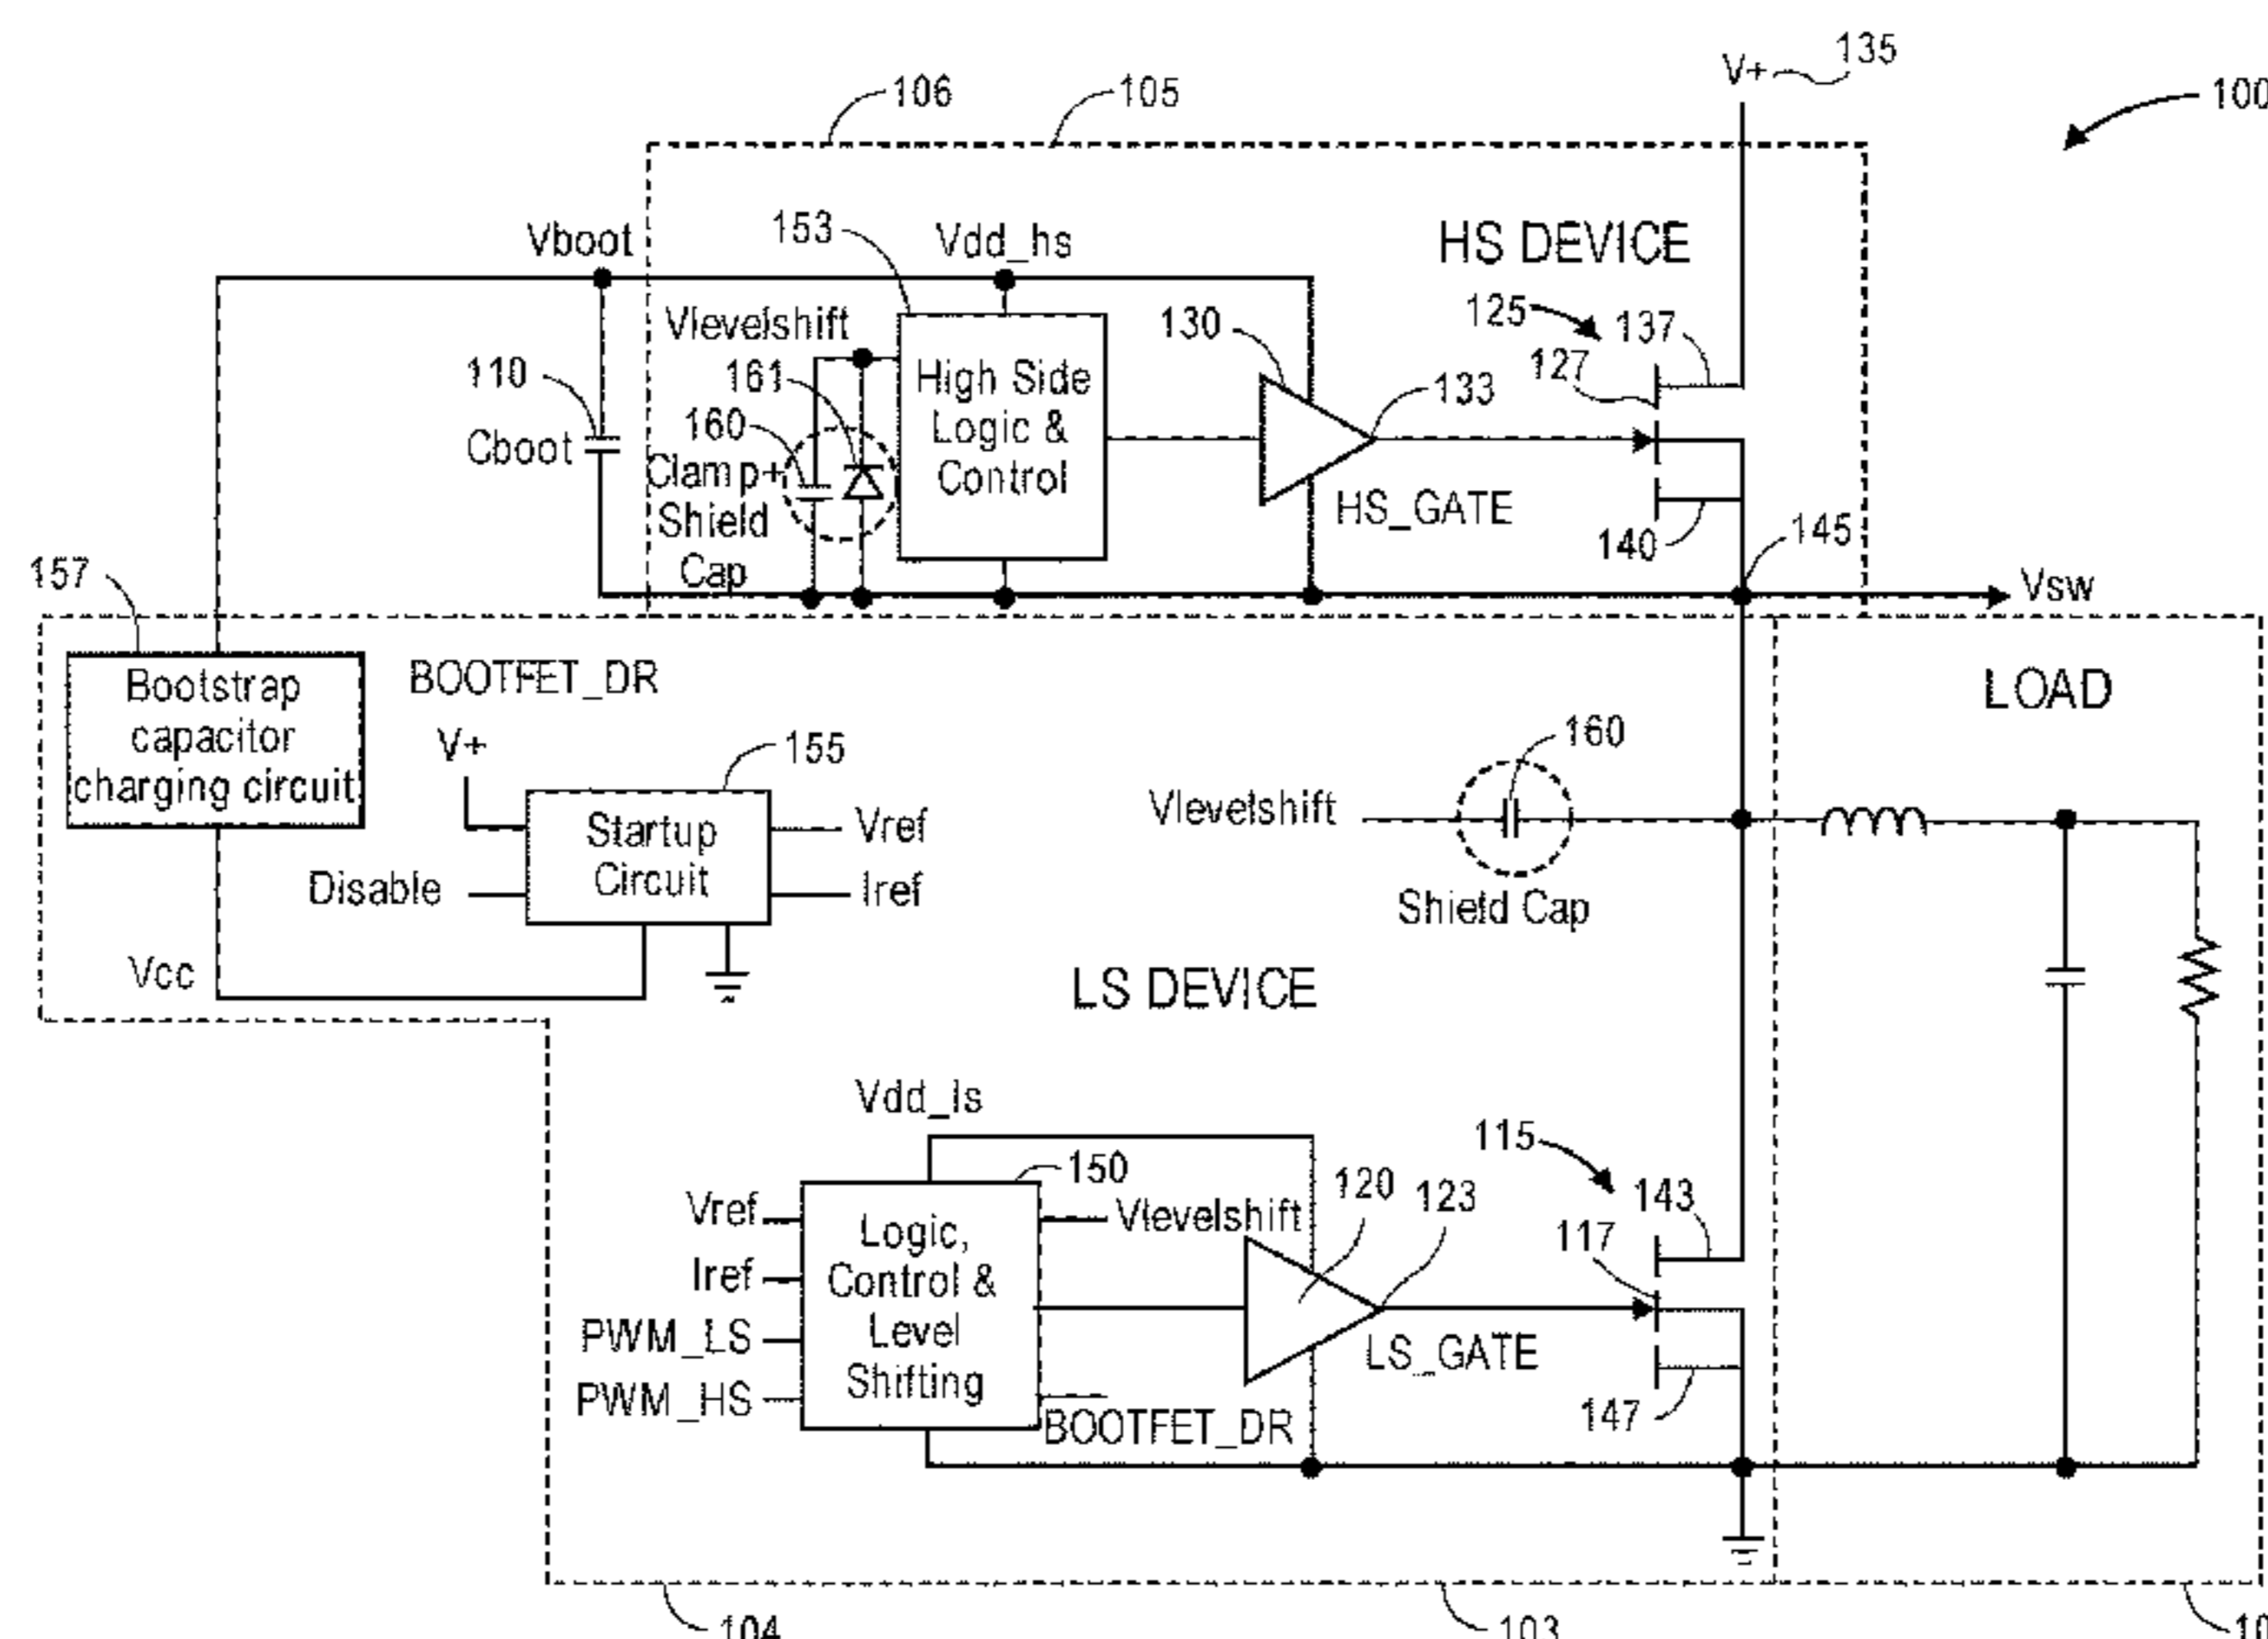 V+
135
106
105
100
Vboot
153
Vdd_hs
HS DEVICE
Vlevelshift
130
125
137
110
161
High Side
Logic &
Control
133
127
160
Cboot
Clamp+
Shield
Cap
HS_GATE
140
145
157
Vsw
Bootstrap
capacitor
charging circuit
BOOTFET_DR
LOAD
V+
155
160
Startup
Circuit
Vref
Vlevelshift
Disable
Iref
Shield Cap
Vcc
LS DEVICE
Vdd_ls
115
150
120
123
143
Vref
Logic,
Control &
Level
Shifting
Vlevelshift
117
Iref
PWM_LS
LS_GATE
PWM_HS
BOOTFET_DR
147
104
103